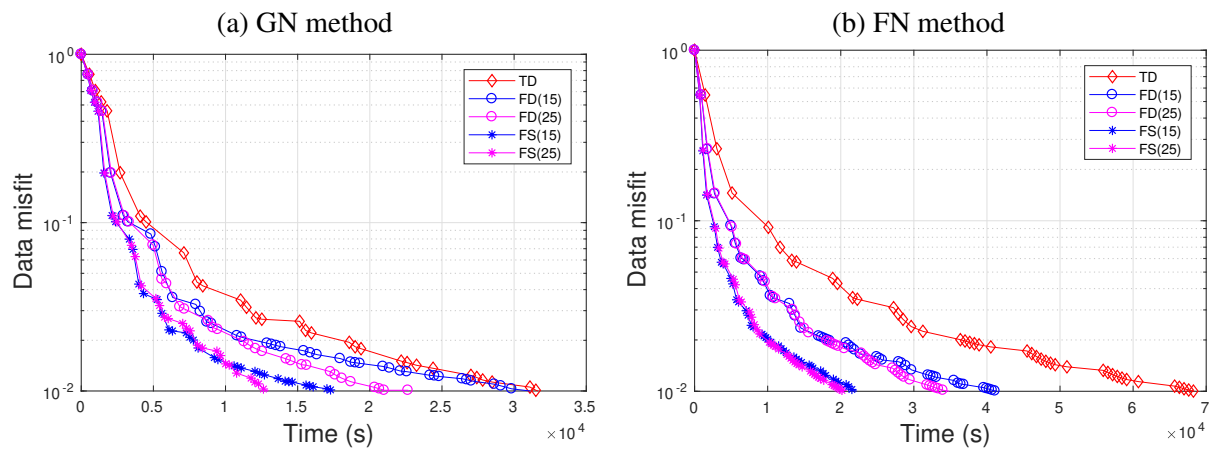 (a) GN method
10^0
10^-1
10^-2
Data misfit
TD
FD(15)
FD(25)
FS(15)
FS(25)
0 0.5 1 1.5 2 2.5 3 3.5
Time (s)
×10^4
(b) FN method
10^0
10^-1
10^-2
Data misfit
TD
FD(15)
FD(25)
FS(15)
FS(25)
0 1 2 3 4 5 6 7
Time (s)
×10^4